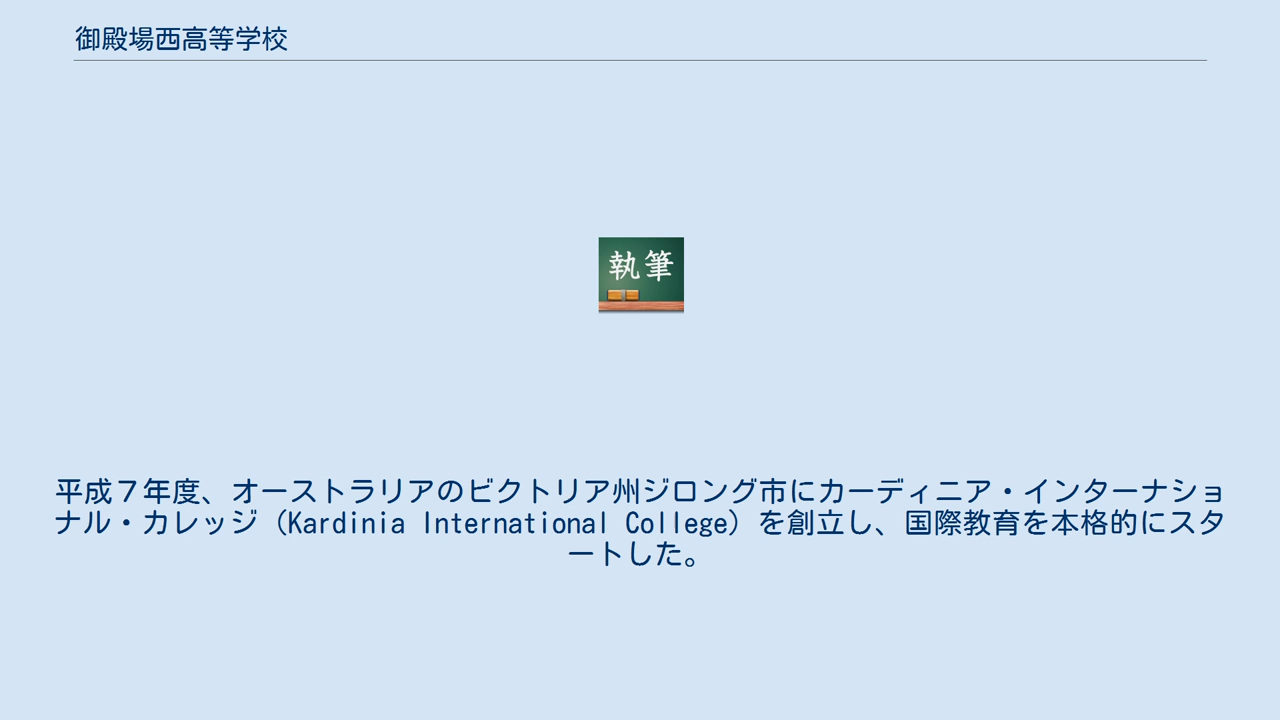 御殿場西高等学校
執筆
平成７年度、オーストラリアのビクトリア州ジロング市にカーディニア・インターナショ
ナル・カレッジ（Kardinia International College）を創立し、国際教育を本格的にスタ
ートした。